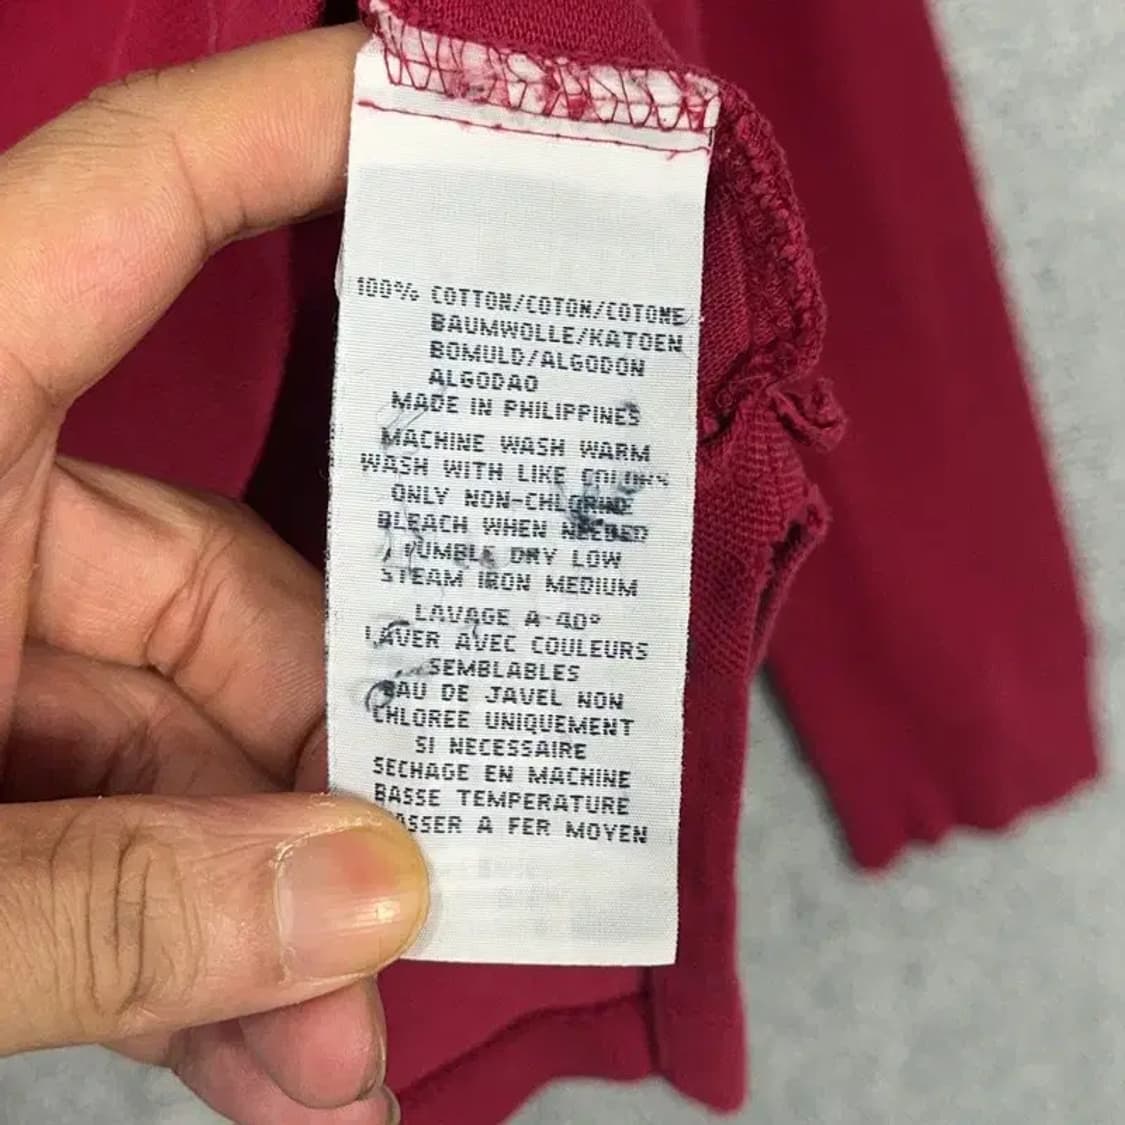 100% COTTON/COTON/COTONE
BAUMWOLLE/KATOEN
BOMULD/ALGODON
ALGODAO
MADE IN PHILIPPINES
MACHINE WASH WARM
WASH WITH LIKE COLORS
ONLY NON-CHLORINE
BLEACH WHEN NEEDED
TUMBLE DRY LOW
STEAM IRON MEDIUM
LAVAGE A-40°
LAVER AVEC COULEURS
SEMBLABLES
EAU DE JAVEL NON
CHLOREE UNIQUEMENT
SI NECESSAIRE
SECHAGE EN MACHINE
BASSE TEMPERATURE
A FER MOYEN